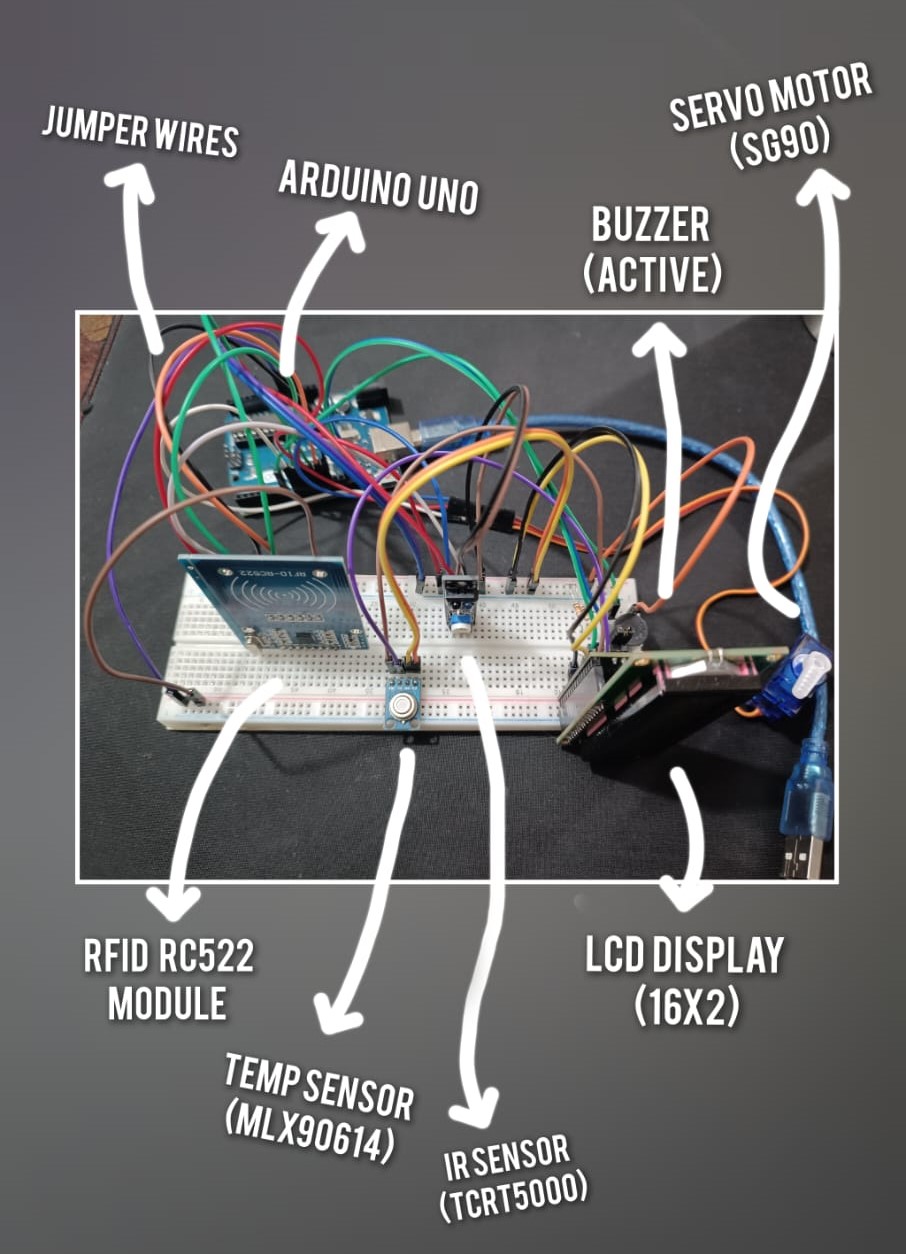 SERVO MOTOR
(SG90)
JUMPER WIRES
ARDUINO UNO
BUZZER
(ACTIVE)
RFID-RC522
RFID RC522
MODULE
LCD DISPLAY
(16X2)
TEMP SENSOR
(MLX90614)
IR SENSOR
(TCRT5000)